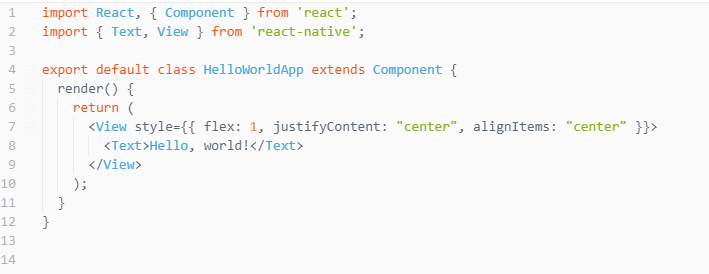 1 import React, { Component } from 'react';
2 import { Text, View } from 'react-native';
3
4 export default class HelloWorldApp extends Component {
5   render() {
6     return (
7       <View style={{ flex: 1, justifyContent: "center", alignItems: "center" }}>
8         <Text>Hello, world!</Text>
9       </View>
10     );
11   }
12 }
13
14